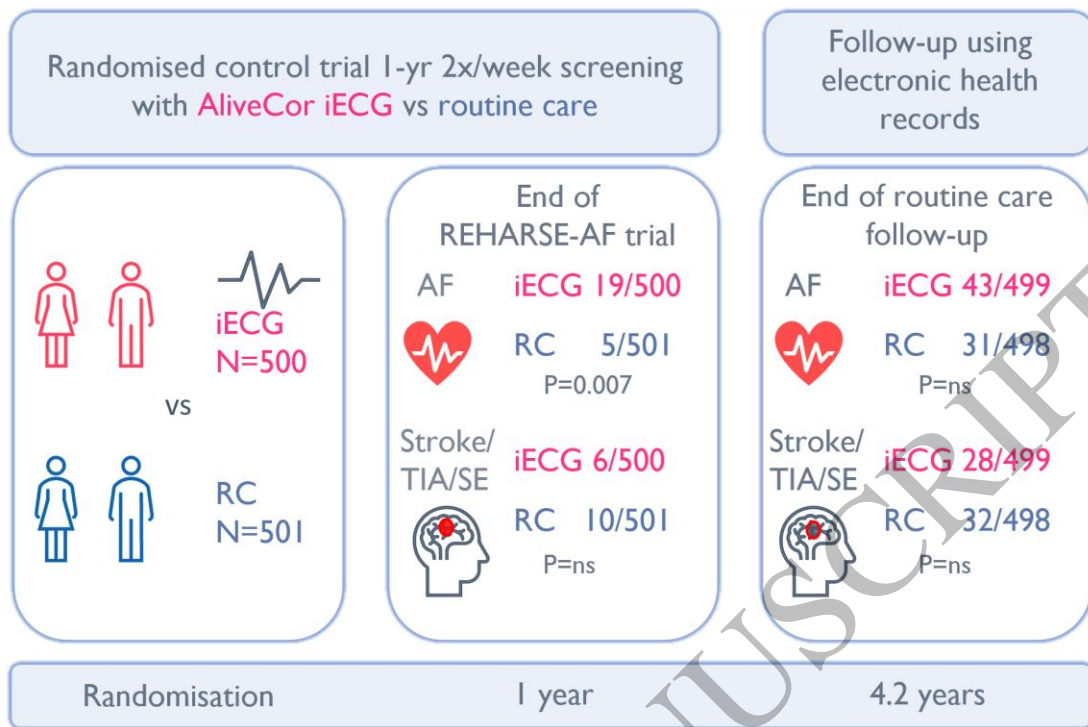 Randomised control trial 1-yr 2x/week screening
with AliveCor iECG vs routine care
Follow-up using
electronic health
records
iECG
N=500
vs
RC
N=501
End of
REHARSE-AF trial
AF iECG 19/500
RC 5/501
P=0.007
Stroke/
TIA/SE
iECG 6/500
RC 10/501
P=ns
End of routine care
follow-up
AF iECG 43/499
RC 31/498
P=ns
Stroke/
TIA/SE
iECG 28/499
RC 32/498
P=ns
Randomisation 1 year 4.2 years
USCRIPT